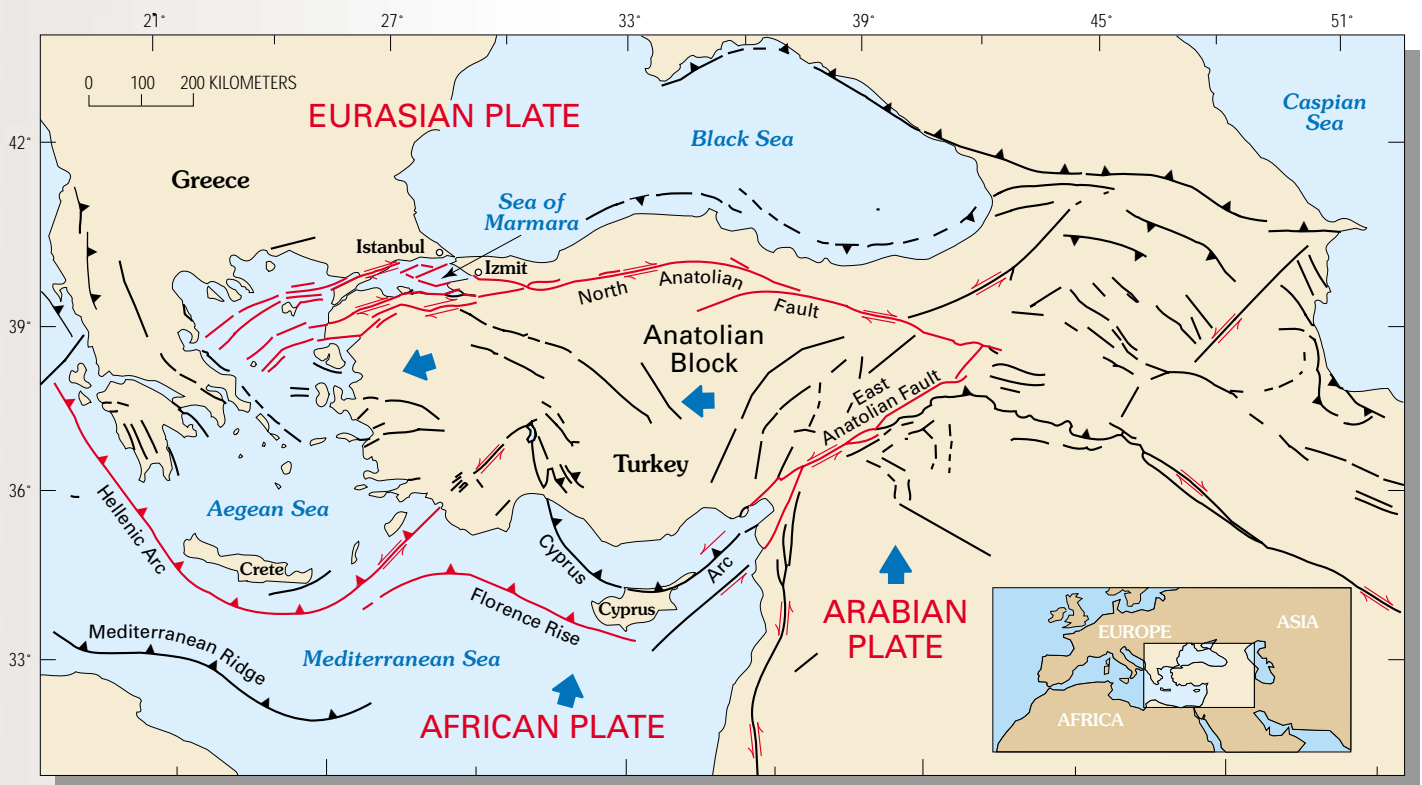 21°
27°
33°
39°
45°
51°
0 100 200 KILOMETERS
EURASIAN PLATE
Caspian
Sea
42°
Black Sea
Greece
Sea of
Marmara
Istanbul
Izmit
North Anatolian Fault
39°
Anatolian
Block
East
Anatolian Fault
Turkey
36°
Hellenic Arc
Aegean Sea
Cyprus Arc
Crete
Cyprus
Florence Rise
ARABIAN
PLATE
Mediterranean Ridge
Mediterranean Sea
33°
AFRICAN PLATE
EUROPE
ASIA
AFRICA